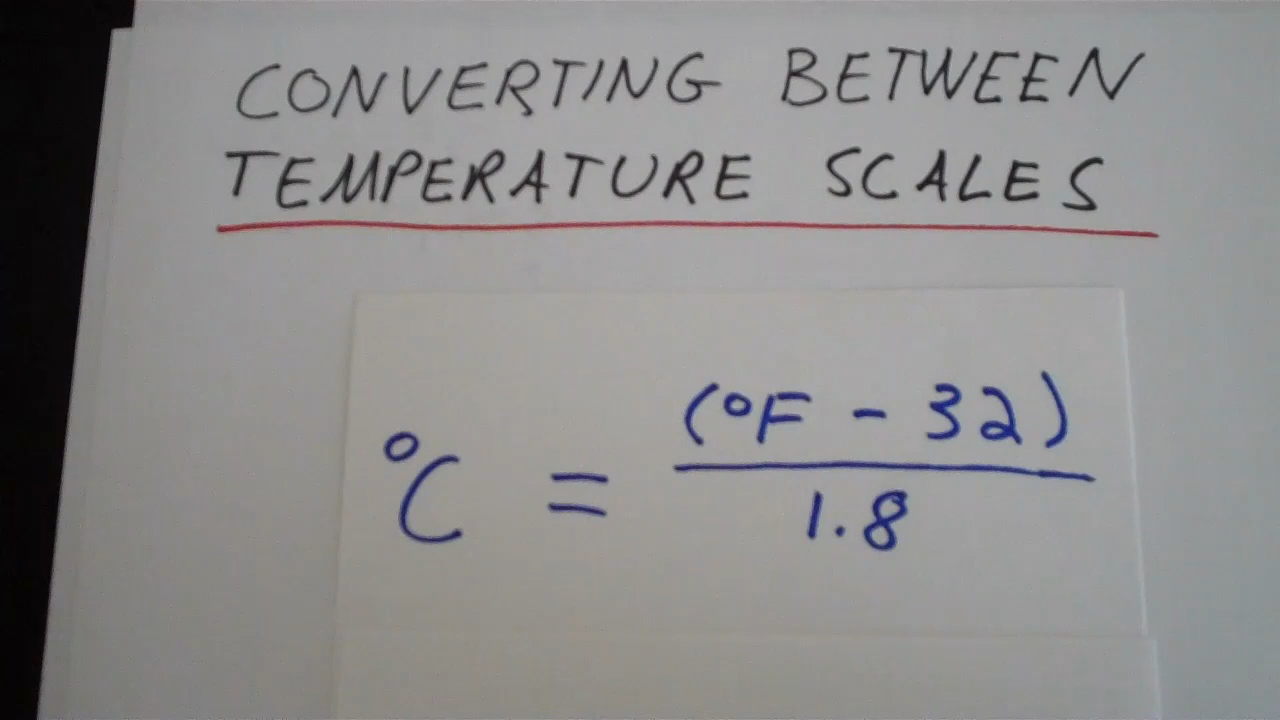 CONVERTING BETWEEN
TEMPERATURE SCALES
°C = (°F - 32)
1.8